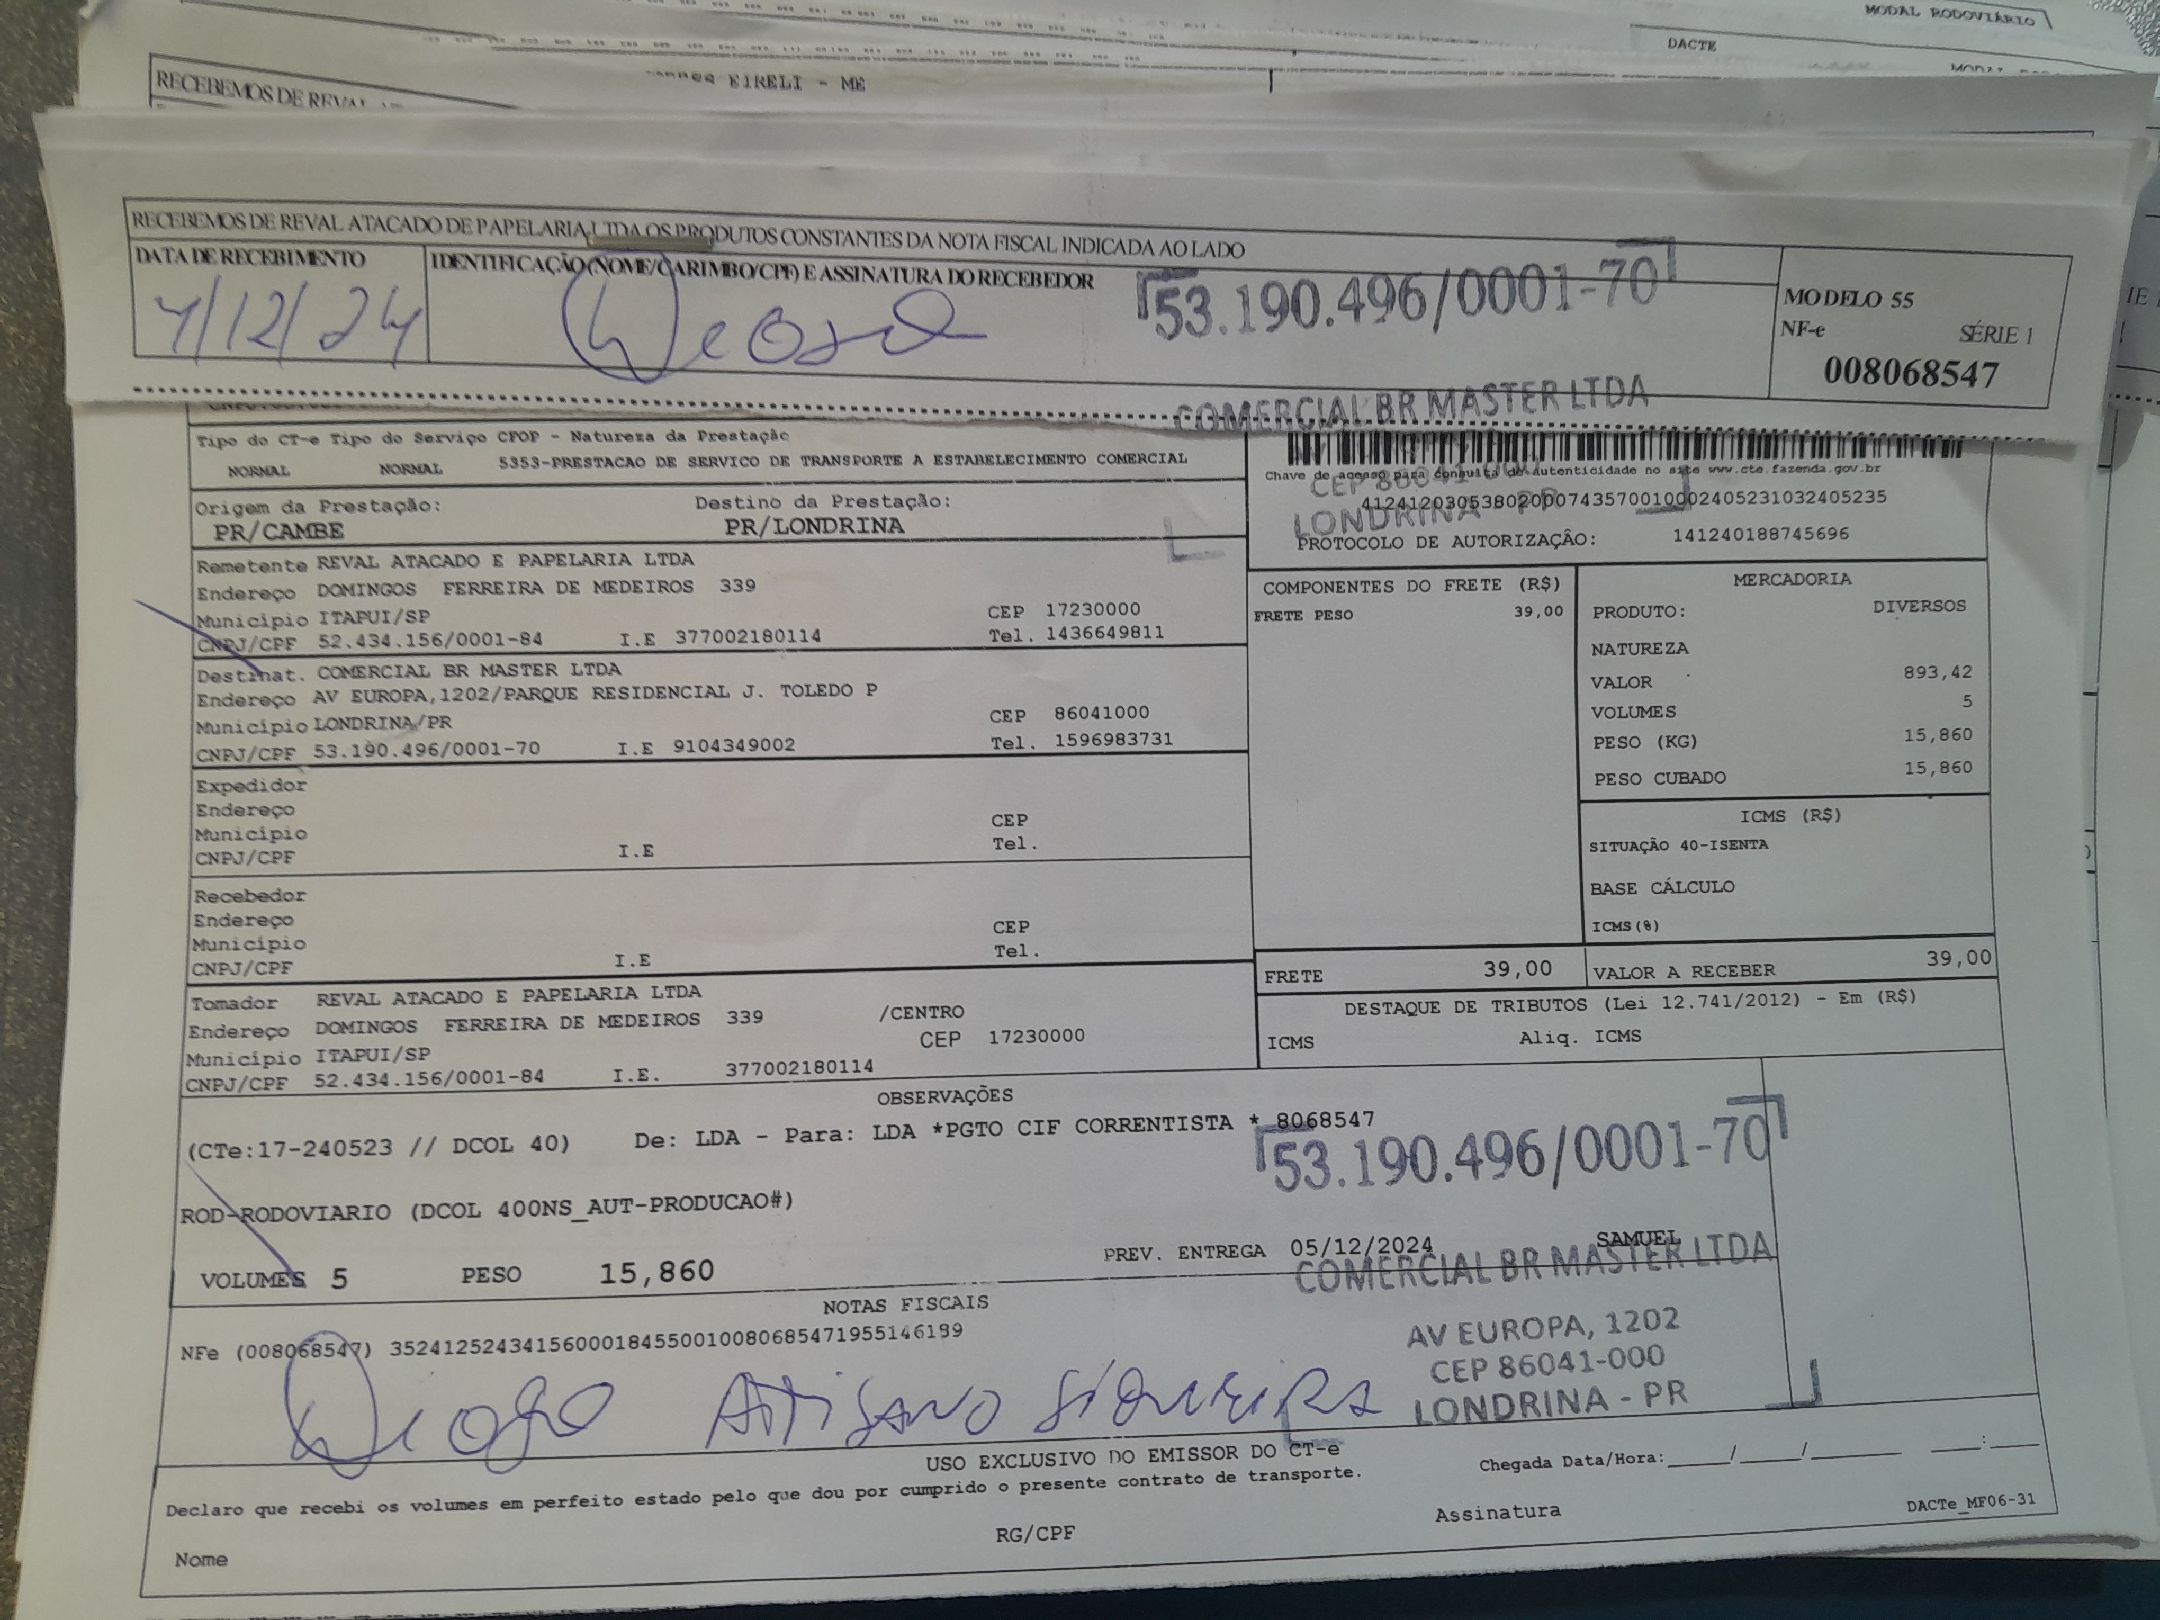 MODAL RODOVIÁRIO
DACTE
EIRELI - ME
RECEBEMOS DE REVAL
RECEBEMOS DE REVAL ATACADO DE PAPELARIA LTDA OS PRODUTOS CONSTANTES DA NOTA FISCAL INDICADA AO LADO
DATA DE RECEBIMENTO
IDENTIFICAÇÃO (NOME/CARIMBO/CPF) E ASSINATURA DO RECEBEDOR
53.190.496/0001-70
MODELO 55
NF-e SÉRIE 1
008068547
/12/24
COMERCIAL BR MASTER LTDA
Tipo do CT-e Tipo do Serviço CFOP - Natureza da Prestação
NORMAL NORMAL 5353-PRESTACAO DE SERVICO DE TRANSPORTE A ESTABELECIMENTO COMERCIAL
Chave de acesso para consulta de autenticidade no site www.cte.fazenda.gov.br
CEP 86041-000
41241203053802000743570010002405231032405235
LONDRINA - PR
PROTOCOLO DE AUTORIZAÇÃO: 141240188745696
Origem da Prestação: Destino da Prestação:
PR/CAMBE PR/LONDRINA
Remetente REVAL ATACADO E PAPELARIA LTDA
Endereço DOMINGOS FERREIRA DE MEDEIROS 339
Município ITAPUI/SP CEP 17230000
CNPJ/CPF 52.434.156/0001-84 I.E 377002180114 Tel. 1436649811
Destinat. COMERCIAL BR MASTER LTDA
Endereço AV EUROPA,1202/PARQUE RESIDENCIAL J. TOLEDO P
Município LONDRINA/PR CEP 86041000
CNPJ/CPF 53.190.496/0001-70 I.E 9104349002 Tel. 1596983731
Expedidor
Endereço
Município CEP
CNPJ/CPF I.E Tel.
Recebedor
Endereço
Município CEP
CNPJ/CPF I.E Tel.
Tomador REVAL ATACADO E PAPELARIA LTDA
Endereço DOMINGOS FERREIRA DE MEDEIROS 339 /CENTRO
Município ITAPUI/SP CEP 17230000
CNPJ/CPF 52.434.156/0001-84 I.E. 377002180114
COMPONENTES DO FRETE (R$)
FRETE PESO 39,00
MERCADORIA
PRODUTO: DIVERSOS
NATUREZA
VALOR 893,42
VOLUMES 5
PESO (KG) 15,860
PESO CUBADO 15,860
ICMS (R$)
SITUAÇÃO 40-ISENTA
BASE CÁLCULO
ICMS(%)
FRETE 39,00 VALOR A RECEBER 39,00
DESTAQUE DE TRIBUTOS (Lei 12.741/2012) - Em (R$)
ICMS Aliq. ICMS
OBSERVAÇÕES
(CTe:17-240523 // DCOL 40) De: LDA - Para: LDA *PGTO CIF CORRENTISTA * 8068547
53.190.496/0001-70
ROD-RODOVIARIO (DCOL 400NS_AUT-PRODUCAO#)
PREV. ENTREGA 05/12/2024 SAMUEL
VOLUMES 5 PESO 15,860
COMERCIAL BR MASTER LTDA
NOTAS FISCAIS
NFe (008068547) 35241252434156000184550010080685471955146189
AV EUROPA, 1202
CEP 86041-000
LONDRINA - PR
Diogo Artisano Siqueira
USO EXCLUSIVO DO EMISSOR DO CT-e
Declaro que recebi os volumes em perfeito estado pelo que dou por cumprido o presente contrato de transporte.
Chegada Data/Hora:____/____/______ ___:___
Nome RG/CPF Assinatura
DACTe_MF06-31